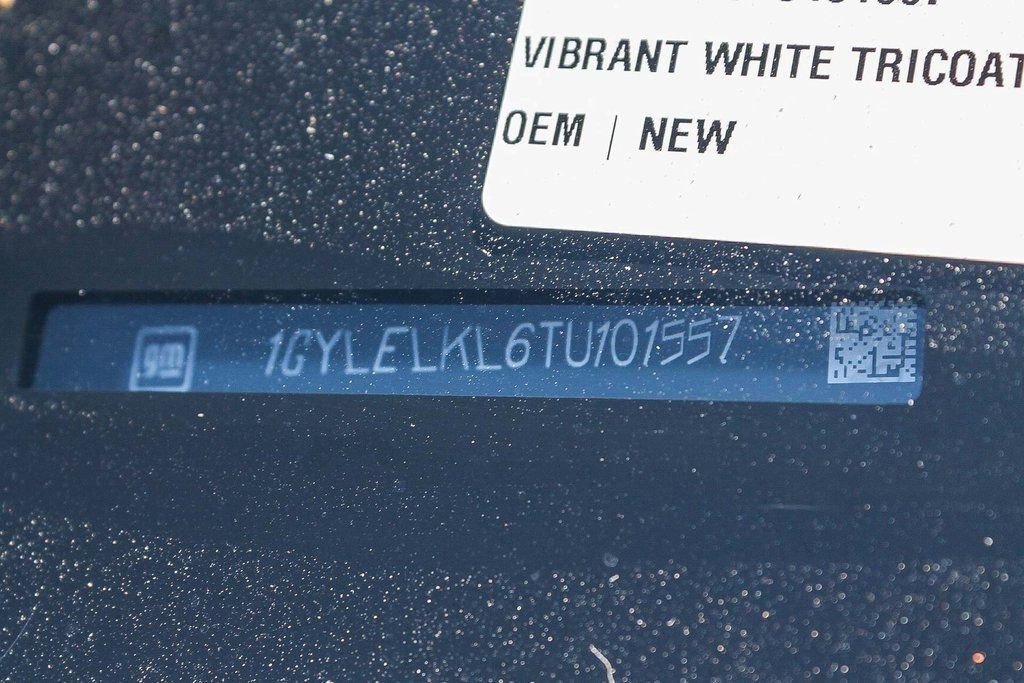 VIBRANT WHITE TRICOAT
OEM | NEW
gm 1GYLELKL6TU101557